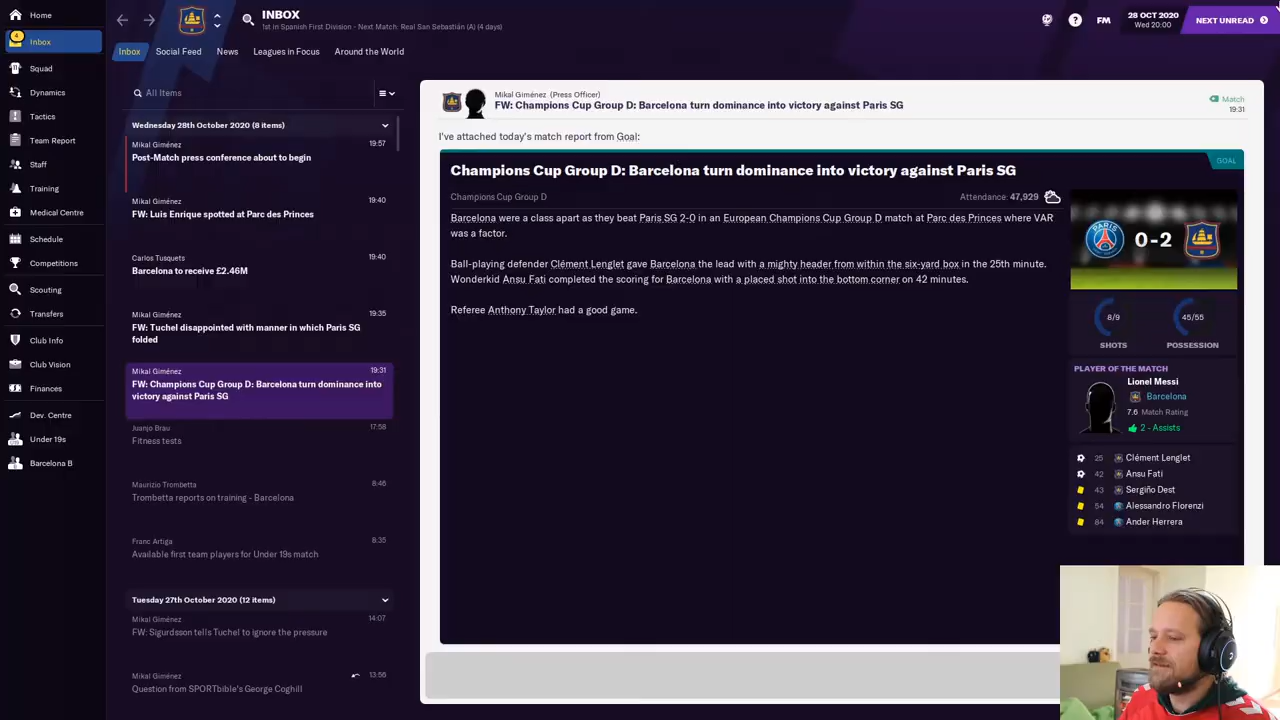 Home
4
Inbox
Squad
Dynamics
Tactics
Team Report
Staff
Training
Medical Centre
Schedule
Competitions
Scouting
Transfers
Club Info
Club Vision
Finances
Dev. Centre
Under 19s
Barcelona B
INBOX
1st in Spanish First Division - Next Match: Real San Sebastián (A) (4 days)
?
FM
28 OCT 2020
Wed 20:00
NEXT UNREAD
Inbox
Social Feed
News
Leagues in Focus
Around the World
All Items
Wednesday 28th October 2020 (8 items)
Mikal Giménez
19:57
Post-Match press conference about to begin
Mikal Giménez
19:40
FW: Luis Enrique spotted at Parc des Princes
Carlos Tusquets
19:40
Barcelona to receive £2.46M
Mikal Giménez
19:35
FW: Tuchel disappointed with manner in which Paris SG
folded
Mikal Giménez
19:31
FW: Champions Cup Group D: Barcelona turn dominance into
victory against Paris SG
Juanjo Brau
17:58
Fitness tests
Maurizio Trombetta
8:46
Trombetta reports on training - Barcelona
Franc Artiga
8:35
Available first team players for Under 19s match
Tuesday 27th October 2020 (12 items)
Mikal Giménez
14:07
FW: Sigurdsson tells Tuchel to ignore the pressure
Mikal Giménez
13:56
Question from SPORTbible's George Coghill
Mikal Giménez (Press Officer)
FW: Champions Cup Group D: Barcelona turn dominance into victory against Paris SG
Match
19:31
I've attached today's match report from Goal:
GOAL
Champions Cup Group D: Barcelona turn dominance into victory against Paris SG
Champions Cup Group D
Attendance: 47,929
Barcelona were a class apart as they beat Paris SG 2-0 in an European Champions Cup Group D match at Parc des Princes where VAR
was a factor.
Ball-playing defender Clément Lenglet gave Barcelona the lead with a mighty header from within the six-yard box in the 25th minute.
Wonderkid Ansu Fati completed the scoring for Barcelona with a placed shot into the bottom corner on 42 minutes.
Referee Anthony Taylor had a good game.
PARIS
0-2
8/9
SHOTS
45/55
POSSESSION
PLAYER OF THE MATCH
Lionel Messi
Barcelona
7.6 Match Rating
2 - Assists
25 Clément Lenglet
42 Ansu Fati
43 Sergiño Dest
54 Alessandro Florenzi
84 Ander Herrera